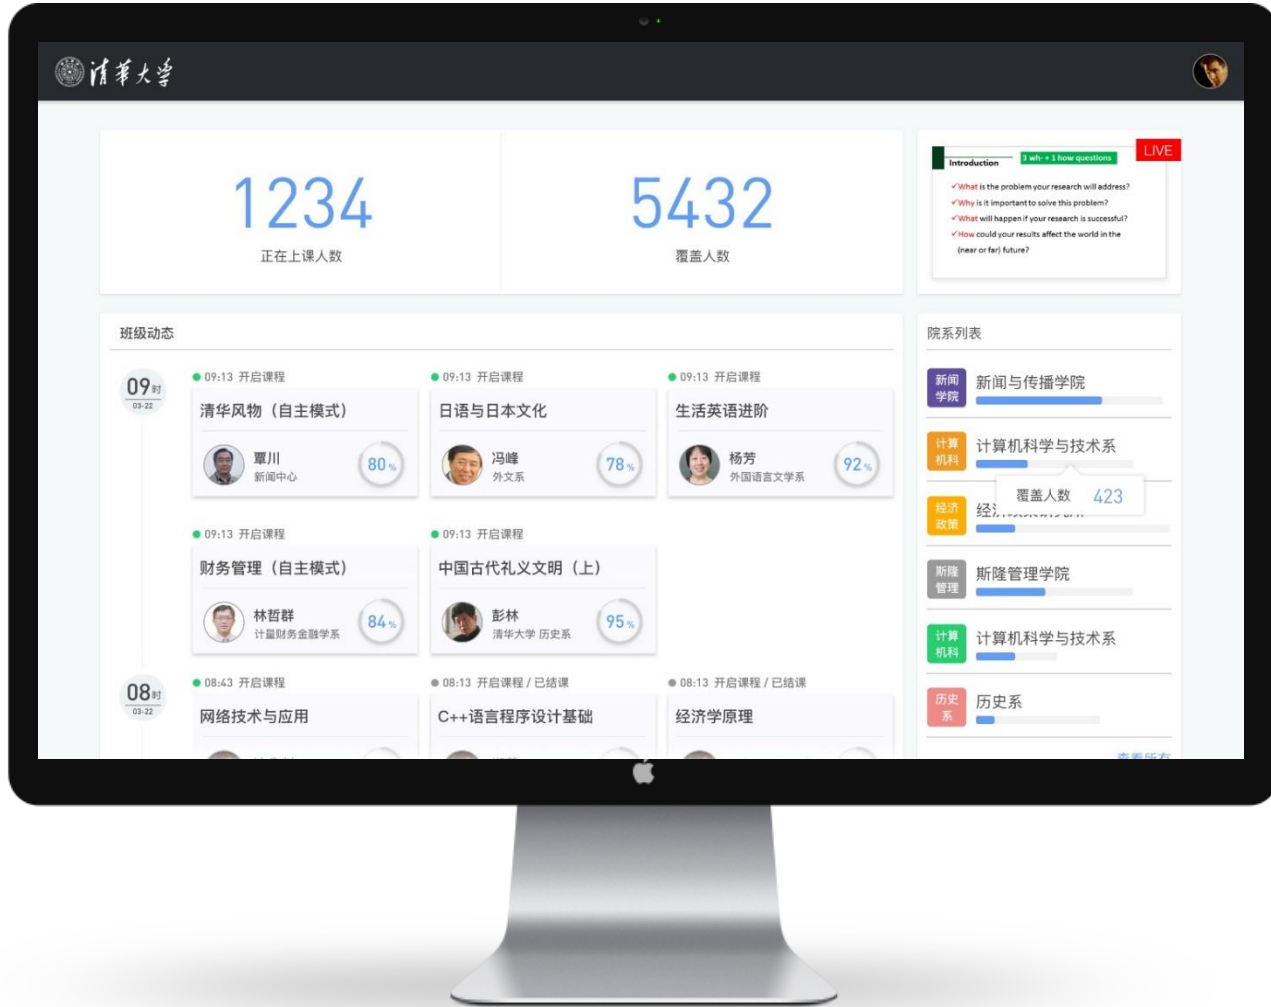 清华大学
1234
正在上课人数
5432
覆盖人数
LIVE
Introduction
3 wh- + 1 how questions
✓What is the problem your research will address?
✓Why is it important to solve this problem?
✓What will happen if your research is successful?
✓How could your results affect the world in the
(near or far) future?
班级动态
09时
03-22
09:13 开启课程
清华风物（自主模式）
覃川
新闻中心
80%
09:13 开启课程
日语与日本文化
冯峰
外文系
78%
09:13 开启课程
生活英语进阶
杨芳
外国语言文学系
92%
09:13 开启课程
财务管理（自主模式）
林哲群
计量财务金融学系
84%
09:13 开启课程
中国古代礼义文明（上）
彭林
清华大学 历史系
95%
08时
03-22
08:43 开启课程
网络技术与应用
08:13 开启课程 / 已结课
C++语言程序设计基础
08:13 开启课程 / 已结课
经济学原理
院系列表
新闻
学院
新闻与传播学院
计算
机科
计算机科学与技术系
覆盖人数 423
经济
政策
斯隆
管理
斯隆管理学院
计算
机科
计算机科学与技术系
历史
系
历史系
查看所有